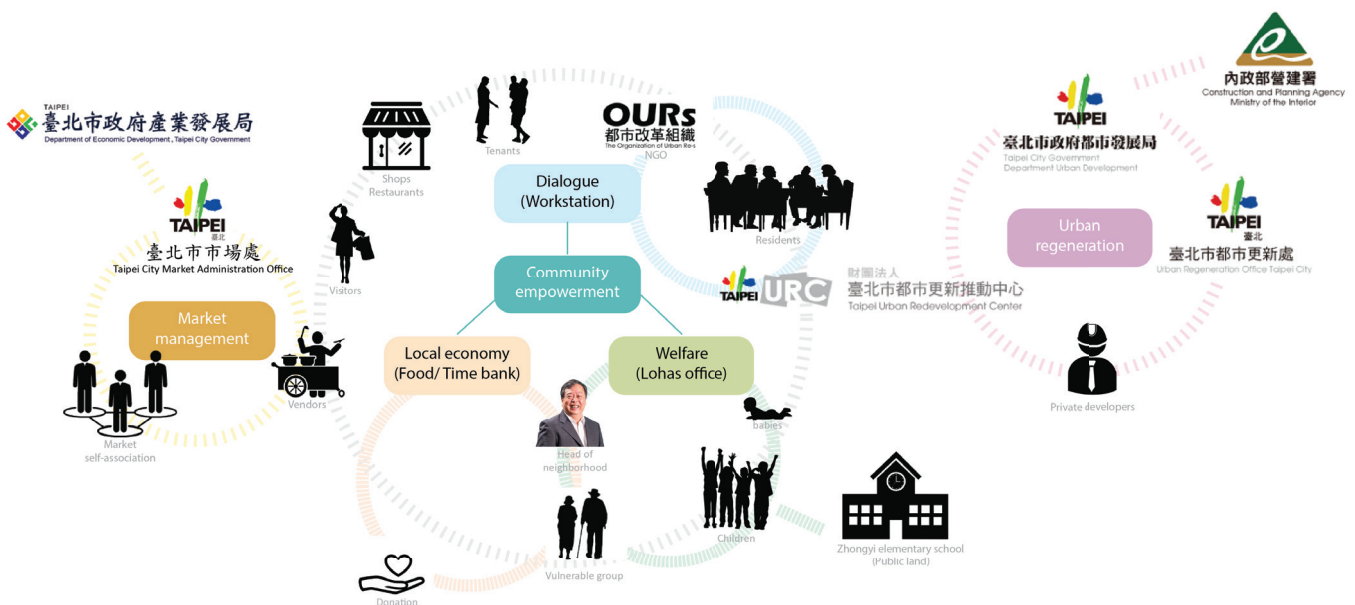 TAIPEI
臺北市政府產業發展局
Department of Economic Development, Taipei City Government
TAIPEI
臺北
臺北市市場處
Taipei City Market Administration Office
Market
management
Market
self-association
Vendors
Visitors
Shops
Restaurants
Tenants
OURs
都市改革組織
The Organization of Urban Re-s
NGO
Dialogue
(Workstation)
Residents
Community
empowerment
TAIPEI
URC
財團法人
臺北市都市更新推動中心
Taipei Urban Redevelopment Center
Local economy
(Food/ Time bank)
Welfare
(Lohas office)
babies
Head of
neighborhood
Children
Vulnerable group
Donation
Zhongyi elementary school
(Public land)
內政部營建署
Construction and Planning Agency
Ministry of the Interior
TAIPEI
臺北市政府都市發展局
Taipei City Government
Department Urban Development
Urban
regeneration
TAIPEI
臺北
臺北市都市更新處
Urban Regeneration Office Taipei City
Private developers